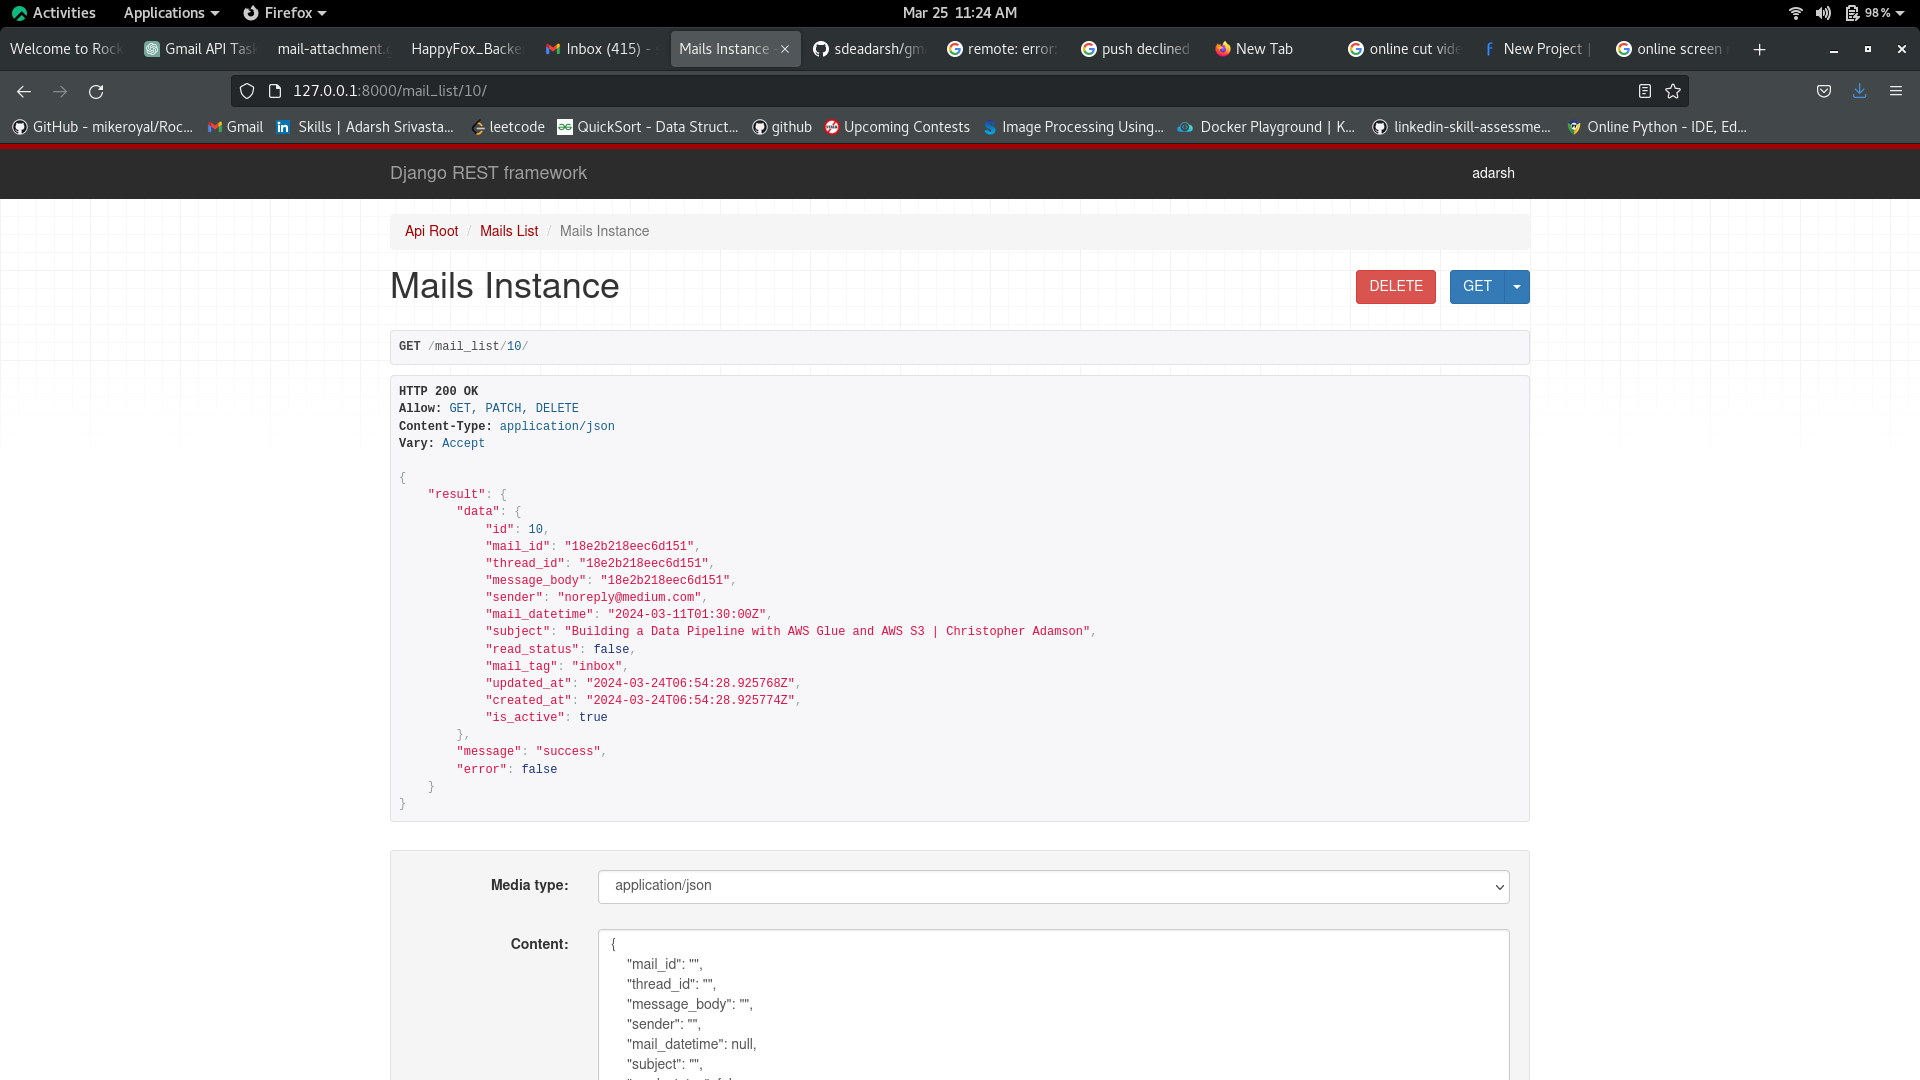 Activities Applications Firefox Mar 25 11:24 AM 98%
Welcome to Rock Gmail API Tas mail-attachment. HappyFox_Backe Inbox (415) - Mails Instance sdeadarsh/gm remote: error: push declined New Tab online cut vide New Project | online screen
127.0.0.1:8000/mail_list/10/
GitHub - mikeroyal/Roc... Gmail Skills | Adarsh Srivasta... leetcode QuickSort - Data Struct... github Upcoming Contests Image Processing Using... Docker Playground | K... linkedin-skill-assessme... Online Python - IDE, Ed...
Django REST framework adarsh
Api Root / Mails List / Mails Instance
Mails Instance DELETE GET
GET /mail_list/10/
HTTP 200 OK
Allow: GET, PATCH, DELETE
Content-Type: application/json
Vary: Accept
{
"result": {
"data": {
"id": 10,
"mail_id": "18e2b218eec6d151",
"thread_id": "18e2b218eec6d151",
"message_body": "18e2b218eec6d151",
"sender": "noreply@medium.com",
"mail_datetime": "2024-03-11T01:30:00Z",
"subject": "Building a Data Pipeline with AWS Glue and AWS S3 | Christopher Adamson",
"read_status": false,
"mail_tag": "inbox",
"updated_at": "2024-03-24T06:54:28.925768Z",
"created_at": "2024-03-24T06:54:28.925774Z",
"is_active": true
},
"message": "success",
"error": false
}
}
Media type: application/json
Content: {
"mail_id": "",
"thread_id": "",
"message_body": "",
"sender": "",
"mail_datetime": null,
"subject": "",